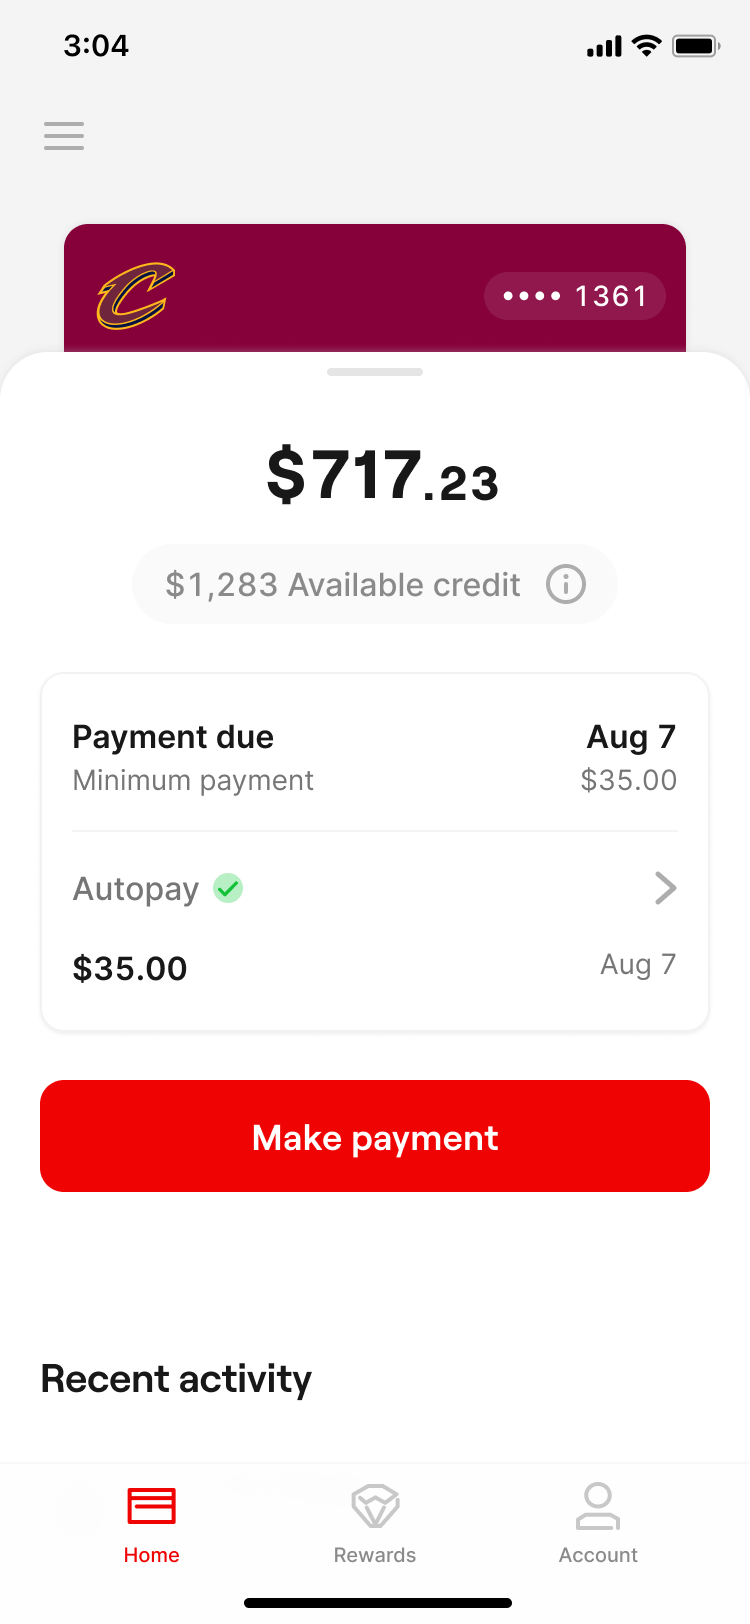 3:04
C
•••• 1361
$717.23
$1,283 Available credit
Payment due Aug 7
Minimum payment $35.00
Autopay
$35.00 Aug 7
Make payment
Recent activity
Home Rewards Account